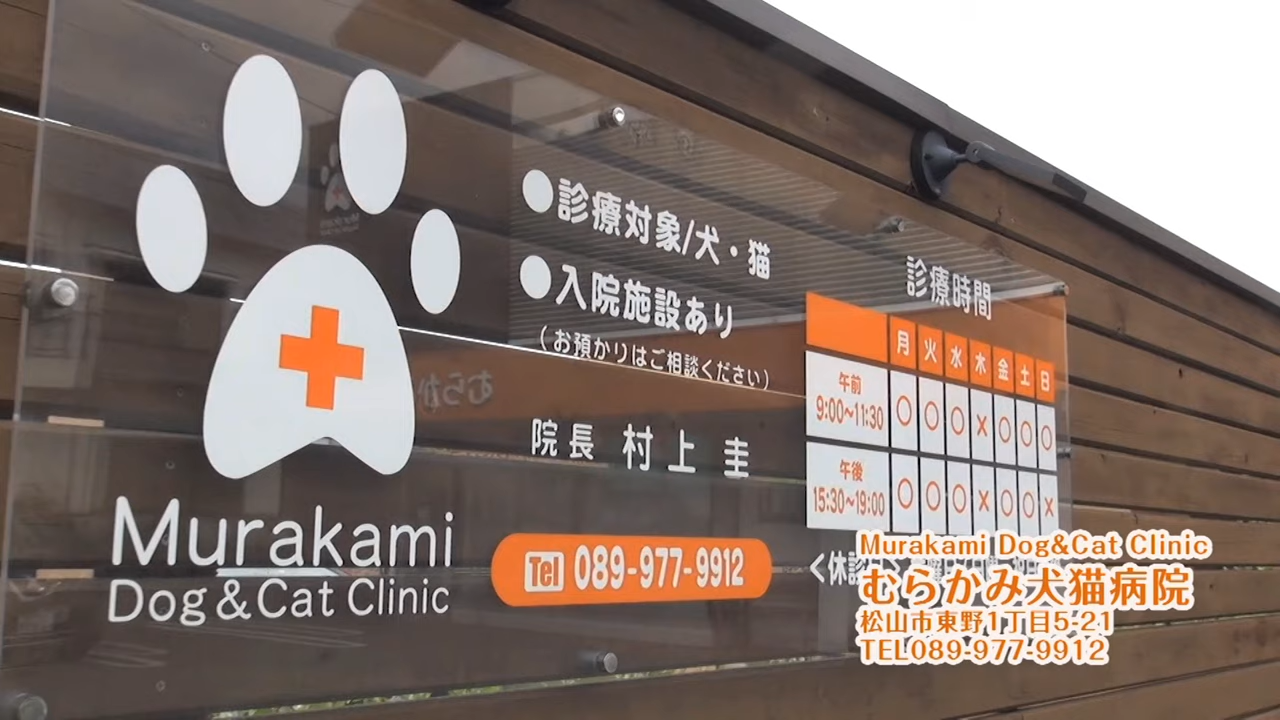 ●診療対象/犬・猫
●入院施設あり
(お預かりはご相談ください)
院長 村上 圭
Tel 089-977-9912
Murakami
Dog&Cat Clinic
診療時間
月 火 水 木 金 土 日
午前 9:00~11:30 ○ ○ ○ × ○ ○ ○
午後 15:30~19:00 ○ ○ ○ × ○ ○ ×
<休診
Murakami Dog&Cat Clinic
むらかみ犬猫病院
松山市東野1丁目5-21
TEL089-977-9912